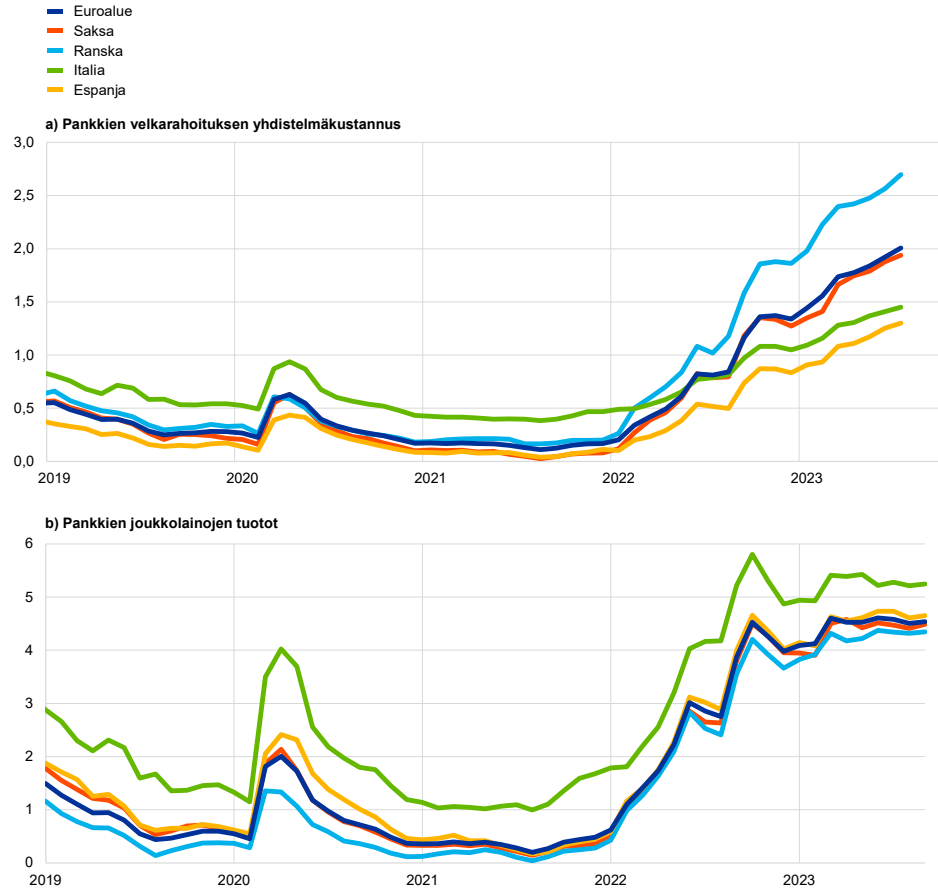 Euroalue
Saksa
Ranska
Italia
Espanja
a) Pankkien velkarahoituksen yhdistelmäkustannus
3,0
2,5
2,0
1,5
1,0
0,5
0,0
2019 2020 2021 2022 2023
b) Pankkien joukkolainojen tuotot
6
5
4
3
2
1
0
2019 2020 2021 2022 2023